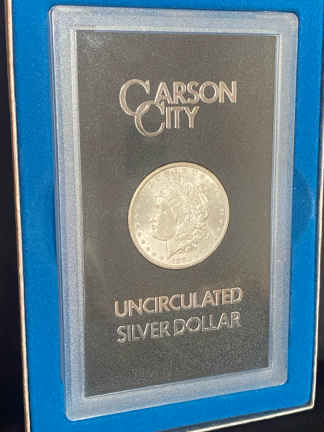 CARSON
CITY
UNCIRCULATED
SILVER DOLLAR